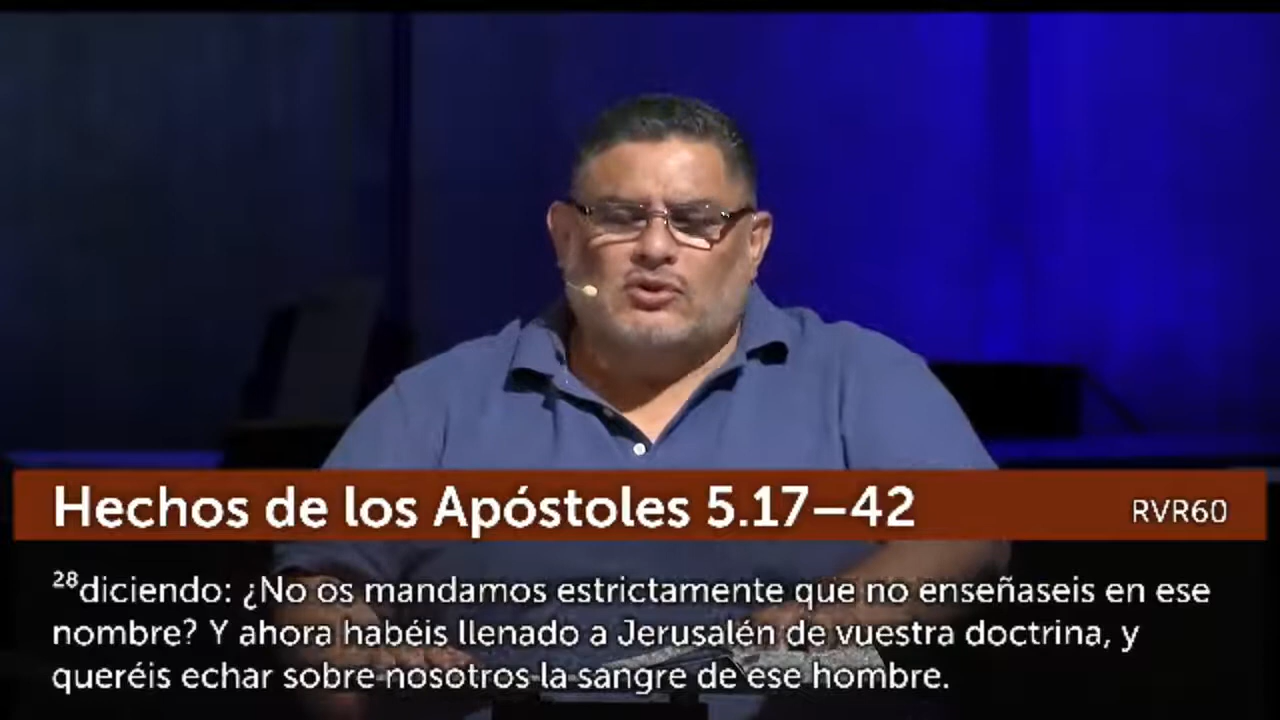 Hechos de los Apóstoles 5.17–42 RVR60
²⁸diciendo: ¿No os mandamos estrictamente que no enseñaseis en ese
nombre? Y ahora habéis llenado a Jerusalén de vuestra doctrina, y
queréis echar sobre nosotros la sangre de ese hombre.